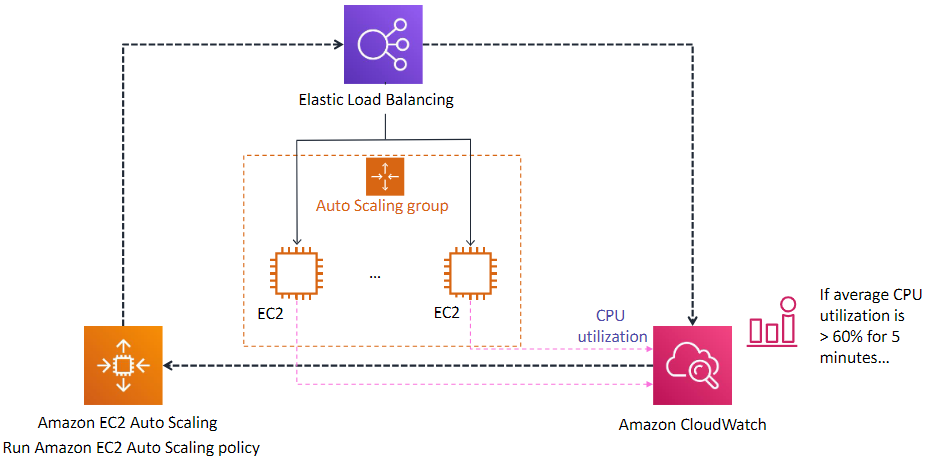 Elastic Load Balancing
Auto Scaling group
...
EC2
EC2
CPU
utilization
If average CPU
utilization is
> 60% for 5
minutes...
Amazon EC2 Auto Scaling
Run Amazon EC2 Auto Scaling policy
Amazon CloudWatch